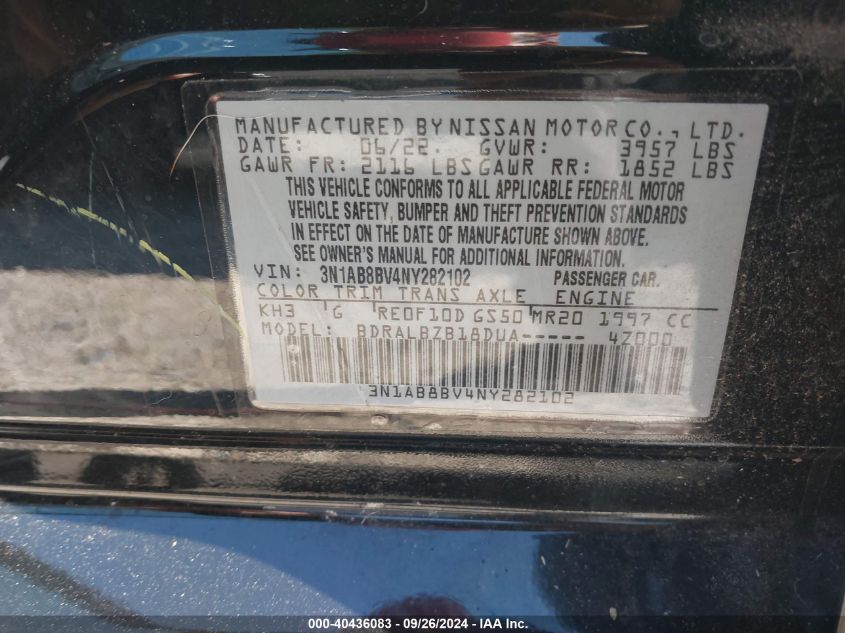 MANUFACTURED BY NISSAN MOTOR CO., LTD.
DATE: 06/22. GVWR: 3957 LBS
GAWR FR: 2116 LBS GAWR RR: 1852 LBS
THIS VEHICLE CONFORMS TO ALL APPLICABLE FEDERAL MOTOR
VEHICLE SAFETY, BUMPER AND THEFT PREVENTION STANDARDS
IN EFFECT ON THE DATE OF MANUFACTURE SHOWN ABOVE.
SEE OWNER'S MANUAL FOR ADDITIONAL INFORMATION.
VIN: 3N1AB8BV4NY282102 PASSENGER CAR.
COLOR TRIM TRANS AXLE ENGINE
KH3 G RE0F10D GS50 MR20 1997 CC
MODEL: BDRALBZB18DUA----- 4Z000
3N1AB8BV4NY282102
000-40436083 - 09/26/2024 - IAA Inc.